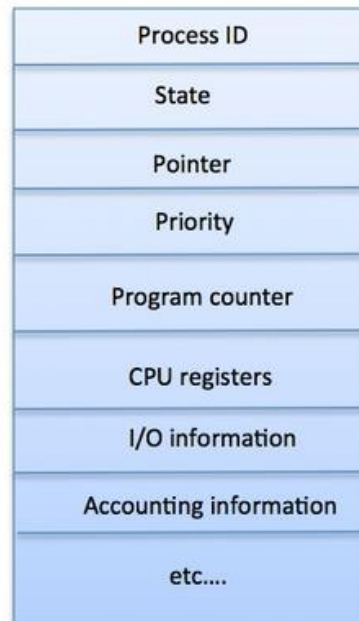 Process ID
State
Pointer
Priority
Program counter
CPU registers
I/O information
Accounting information
etc....